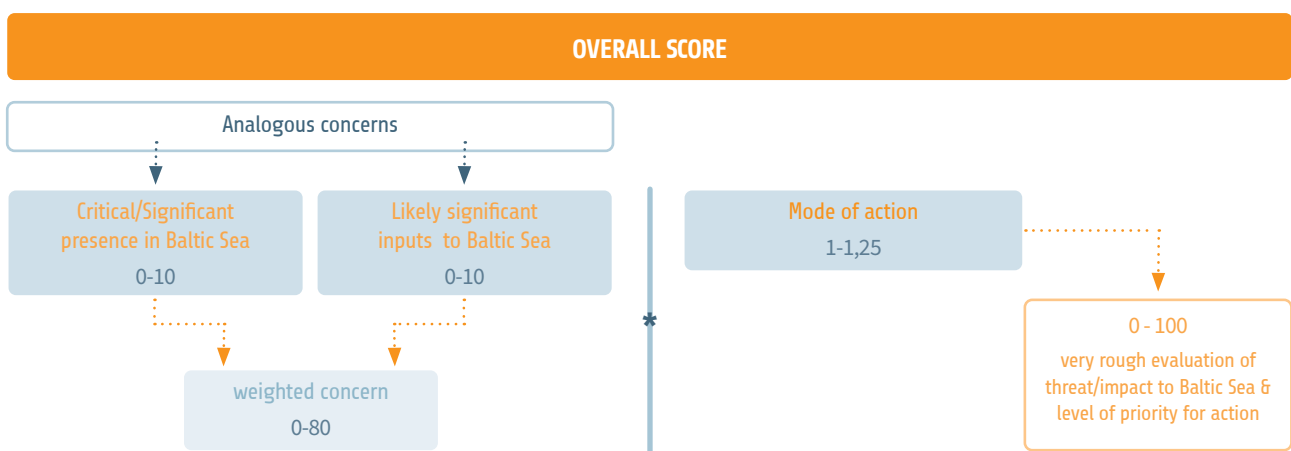 OVERALL SCORE
Analogous concerns
Critical/Significant
presence in Baltic Sea
0-10
Likely significant
inputs to Baltic Sea
0-10
weighted concern
0-80
*
Mode of action
1-1,25
0 - 100
very rough evaluation of
threat/impact to Baltic Sea &
level of priority for action